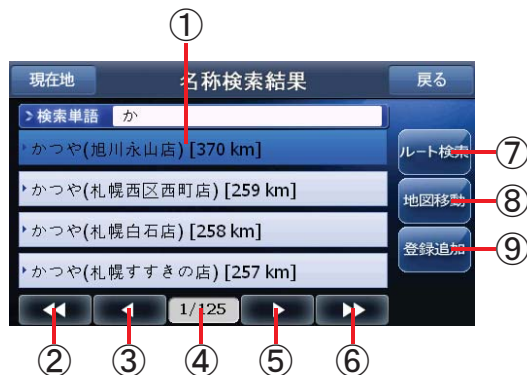 ①
現在地 名称検索結果 戻る
>検索単語 か
かつや(旭川永山店) [370 km]
ルート検索 ⑦
かつや(札幌西区西町店) [259 km]
地図移動 ⑧
かつや(札幌白石店) [258 km]
登録追加 ⑨
かつや(札幌すすきの店) [257 km]
1/125
② ③ ④ ⑤ ⑥